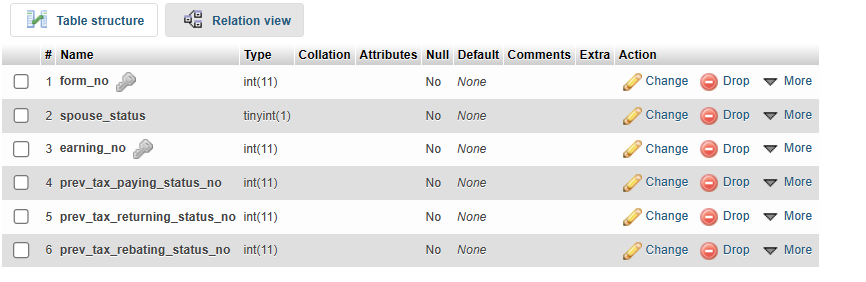 Table structure Relation view
# Name Type Collation Attributes Null Default Comments Extra Action
1 form_no int(11) No None Change Drop More
2 spouse_status tinyint(1) No None Change Drop More
3 earning_no int(11) No None Change Drop More
4 prev_tax_paying_status_no int(11) No None Change Drop More
5 prev_tax_returning_status_no int(11) No None Change Drop More
6 prev_tax_rebating_status_no int(11) No None Change Drop More